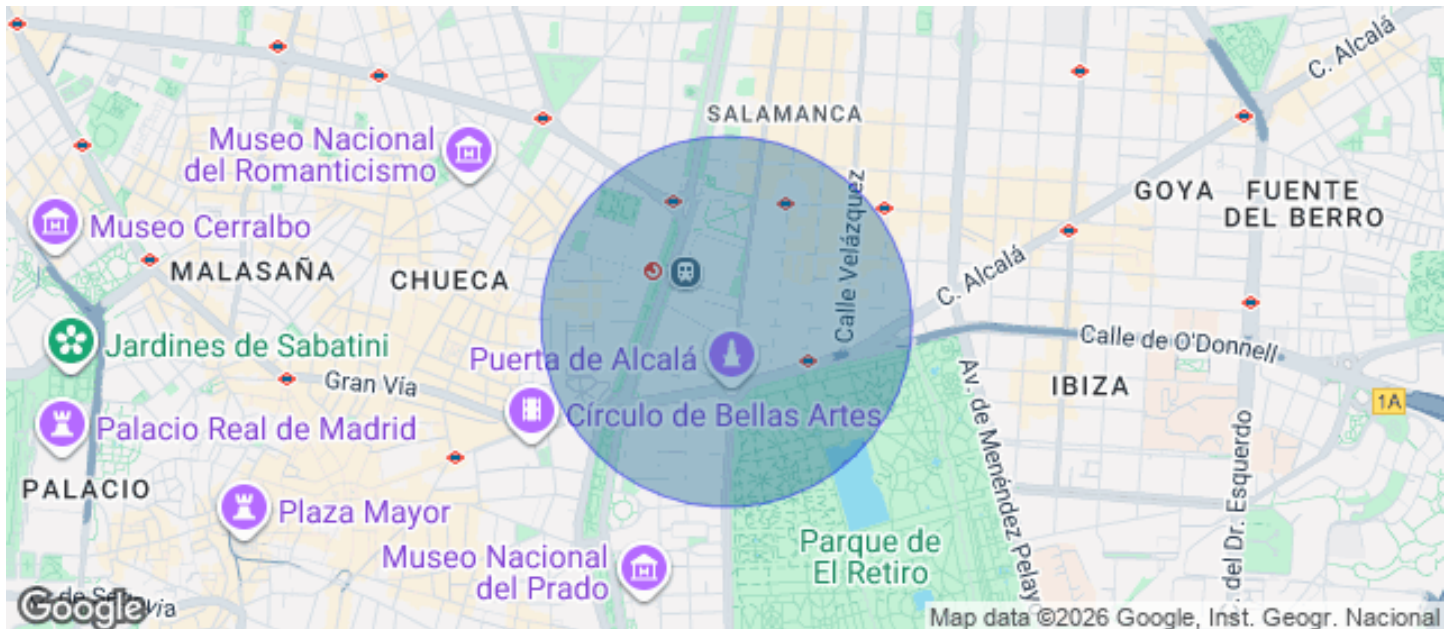 SALAMANCA
C. Alcalá
Museo Nacional
del Romanticismo
GOYA
FUENTE
DEL BERRO
Museo Cerralbo
Calle Velázquez
MALASAÑA
CHUECA
C. Alcalá
Jardines de Sabatini
Puerta de Alcalá
Calle de O'Donnell
Gran Vía
IBIZA
1A
Círculo de Bellas Artes
Palacio Real de Madrid
Av. de Menéndez Pelay
del Dr. Esquerdo
PALACIO
Plaza Mayor
Museo Nacional
del Prado
Parque de
El Retiro
Google
Map data ©2026 Google, Inst. Geogr. Nacional